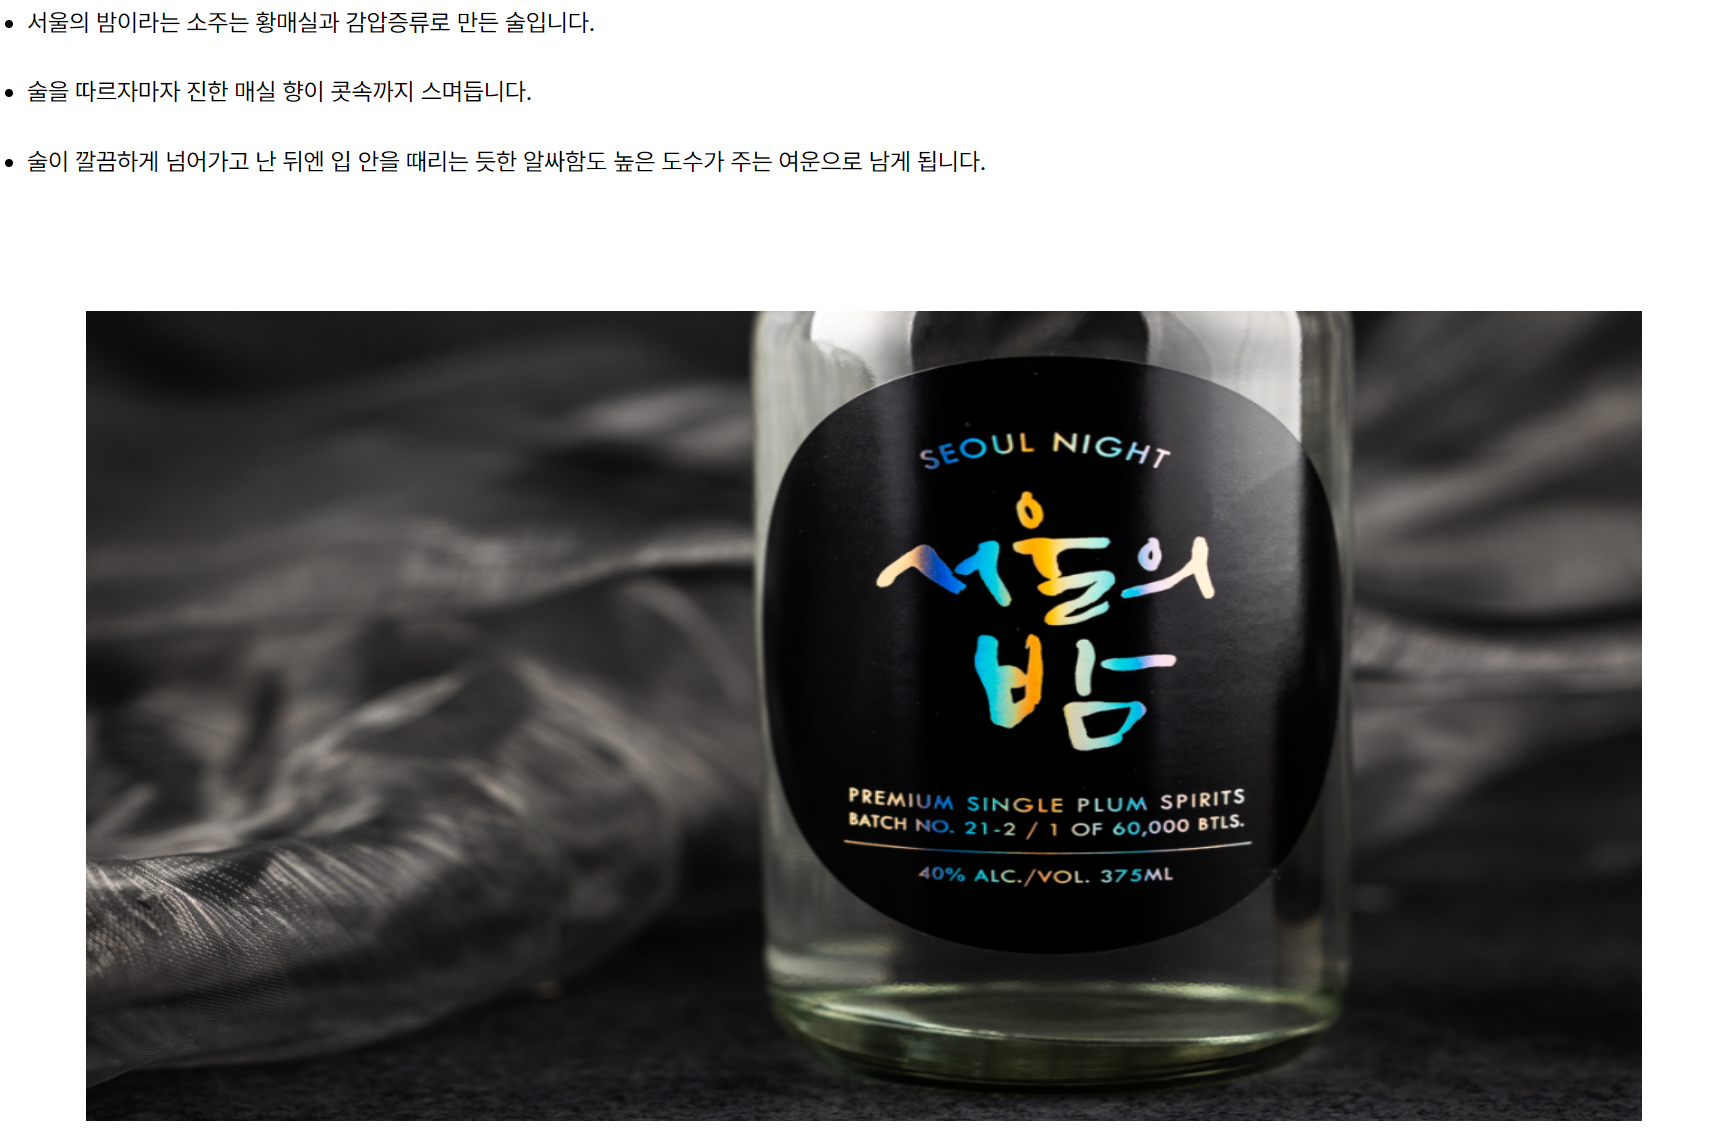 서울의 밤이라는 소주는 황매실과 감압증류로 만든 술입니다.
술을 따르자마자 진한 매실 향이 콧속까지 스며듭니다.
술이 깔끔하게 넘어가고 난 뒤엔 입 안을 때리는 듯한 알싸함도 높은 도수가 주는 여운으로 남게 됩니다.
SEOUL NIGHT
서울의
밤
PREMIUM SINGLE PLUM SPIRITS
BATCH NO. 21-2 / 1 OF 60,000 BTLS.
40% ALC./VOL. 375ML